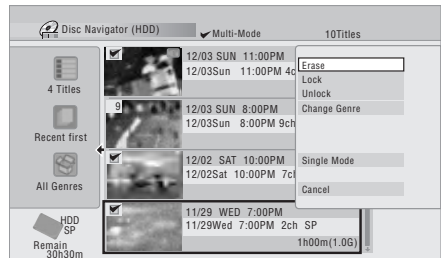 Disc Navigator (HDD)
Multi-Mode
10Titles
4 Titles
Recent first
All Genres
HDD
SP
Remain
30h30m
12/03 SUN 11:00PM
12/03Sun 11:00PM 4c
9
12/03 SUN 8:00PM
12/03Sun 8:00PM 9ch
12/02 SAT 10:00PM
12/02Sat 10:00PM 7cl
11/29 WED 7:00PM
11/29Wed 7:00PM 2ch SP
1h00m(1.0G)
Erase
Lock
Unlock
Change Genre
Single Mode
Cancel